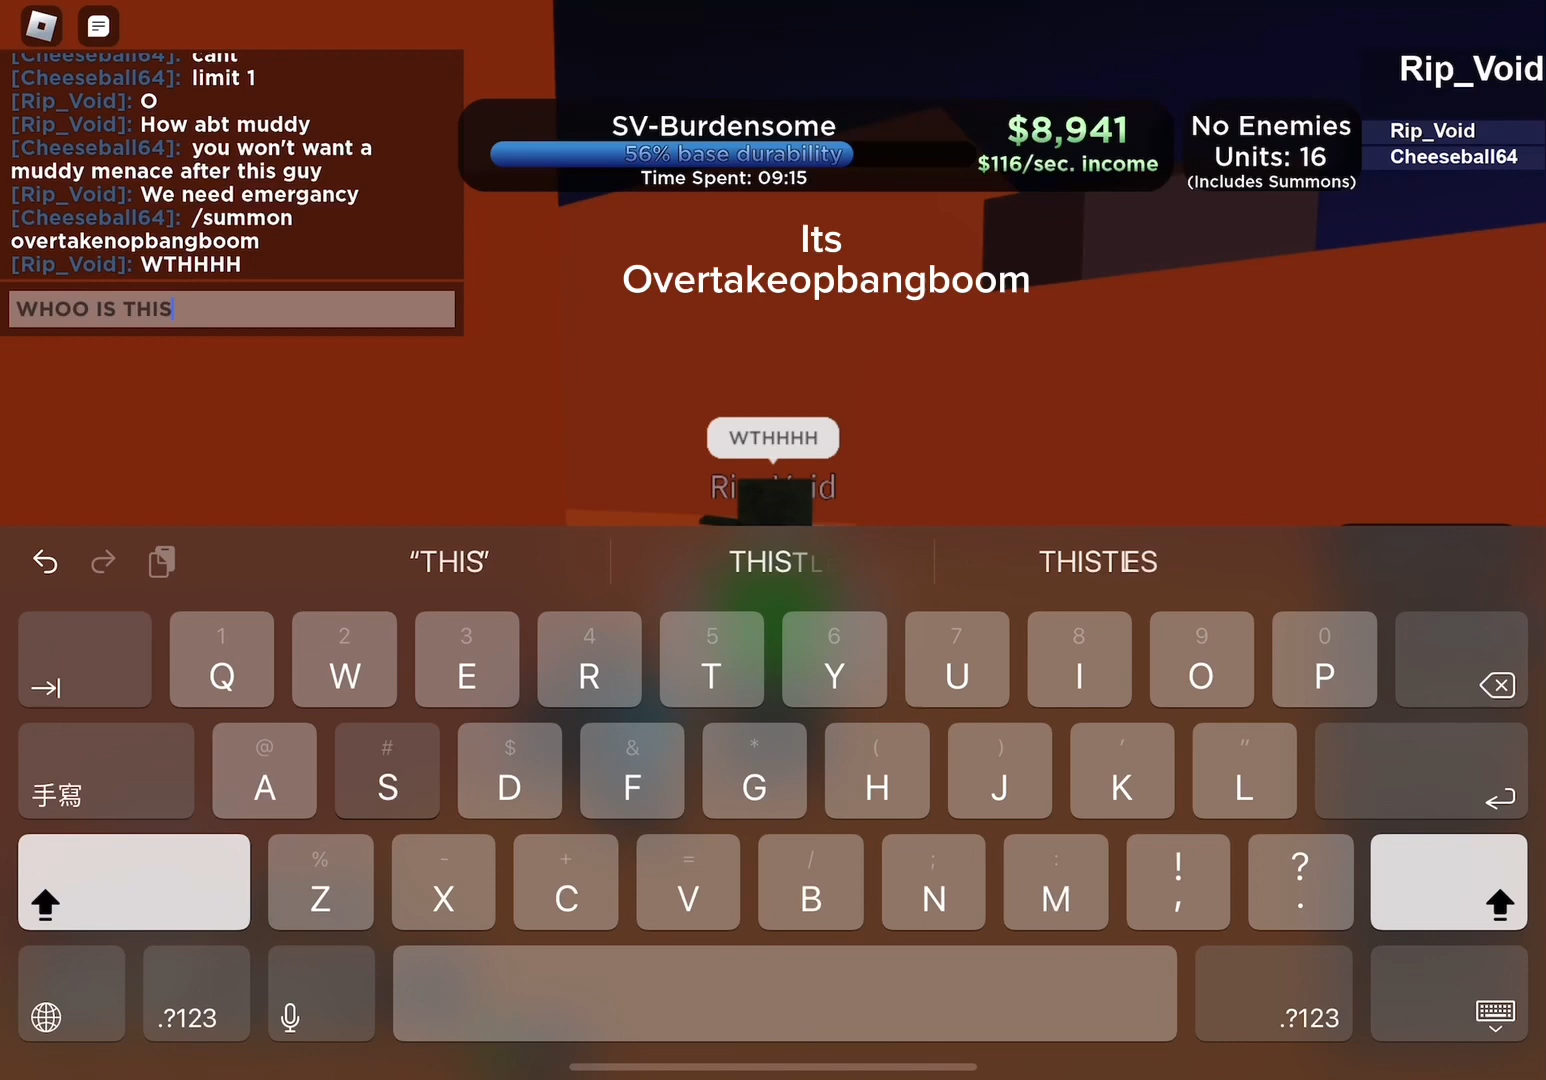 [Cheeseball64]: cant
[Cheeseball64]: limit 1
[Rip_Void]: O
[Rip_Void]: How abt muddy
[Cheeseball64]: you won't want a
muddy menace after this guy
[Rip_Void]: We need emergancy
[Cheeseball64]: /summon
overtakenopbangboom
[Rip_Void]: WTHHHH
WHOO IS THIS
SV-Burdensome
56% base durability
Time Spent: 09:15
$8,941
$116/sec. income
No Enemies
Units: 16
(Includes Summons)
Rip_Void
Rip_Void
Cheeseball64
Its
Overtakeopbangboom
WTHHHH
“THIS” THISTL THISTLES
1 2 3 4 5 6 7 8 9 0
Q W E R T Y U I O P
@ # $ & * ( ) ' "
手寫 A S D F G H J K L
% - + = / ; : ! ?
Z X C V B N M , .
.?123 .?123